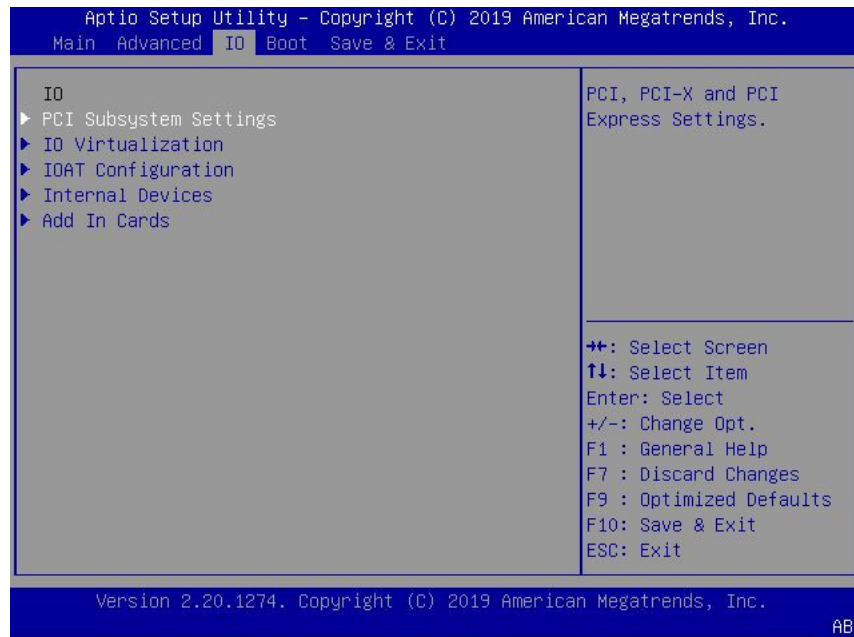 Aptio Setup Utility – Copyright (C) 2019 American Megatrends, Inc.
Main Advanced IO Boot Save & Exit
IO
▶ PCI Subsystem Settings
▶ IO Virtualization
▶ IOAT Configuration
▶ Internal Devices
▶ Add In Cards
PCI, PCI-X and PCI
Express Settings.
→←: Select Screen
↑↓: Select Item
Enter: Select
+/-: Change Opt.
F1 : General Help
F7 : Discard Changes
F9 : Optimized Defaults
F10: Save & Exit
ESC: Exit
Version 2.20.1274. Copyright (C) 2019 American Megatrends, Inc.
AB